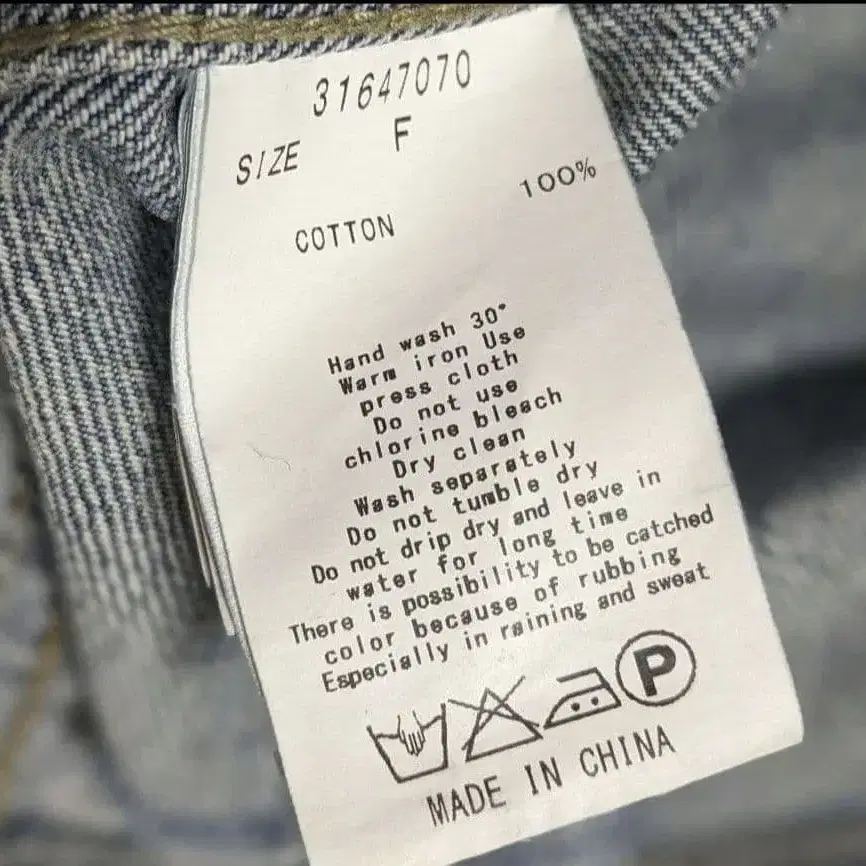 31647070
SIZE F
COTTON 100%
Hand wash 30°
Warm iron Use
press cloth
Do not use
chlorine bleach
Dry clean
Wash separately
Do not tumble dry
Do not drip dry and leave in
water for long time
There is possibility to be catched
color because of rubbing
Especially in raining and sweat
P
MADE IN CHINA